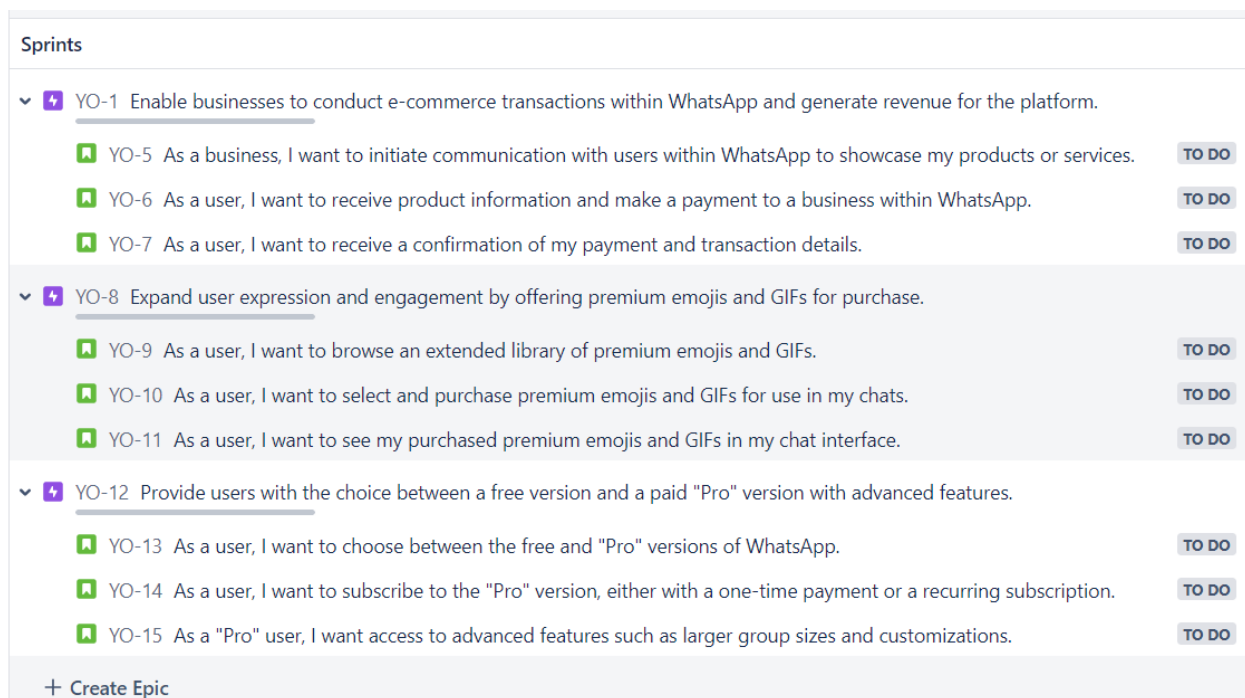 Sprints
YO-1 Enable businesses to conduct e-commerce transactions within WhatsApp and generate revenue for the platform.
YO-5 As a business, I want to initiate communication with users within WhatsApp to showcase my products or services. TO DO
YO-6 As a user, I want to receive product information and make a payment to a business within WhatsApp. TO DO
YO-7 As a user, I want to receive a confirmation of my payment and transaction details. TO DO
YO-8 Expand user expression and engagement by offering premium emojis and GIFs for purchase.
YO-9 As a user, I want to browse an extended library of premium emojis and GIFs. TO DO
YO-10 As a user, I want to select and purchase premium emojis and GIFs for use in my chats. TO DO
YO-11 As a user, I want to see my purchased premium emojis and GIFs in my chat interface. TO DO
YO-12 Provide users with the choice between a free version and a paid "Pro" version with advanced features.
YO-13 As a user, I want to choose between the free and "Pro" versions of WhatsApp. TO DO
YO-14 As a user, I want to subscribe to the "Pro" version, either with a one-time payment or a recurring subscription. TO DO
YO-15 As a "Pro" user, I want access to advanced features such as larger group sizes and customizations. TO DO
+ Create Epic